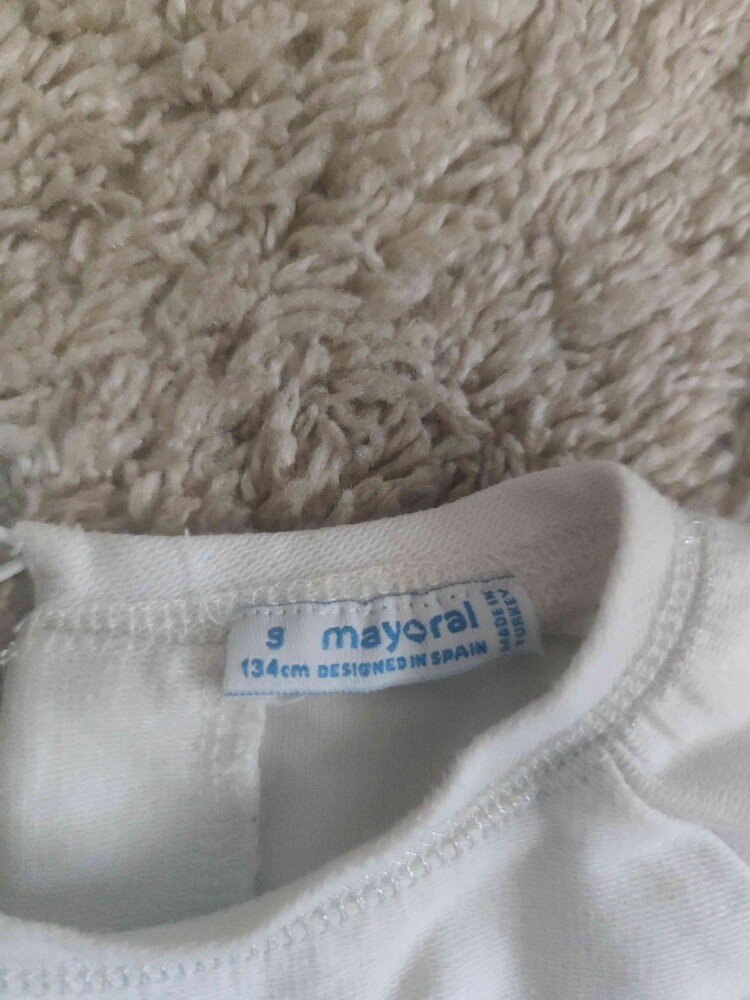 9 mayoral
134cm DESIGNED IN SPAIN
MADE IN
TURKEY